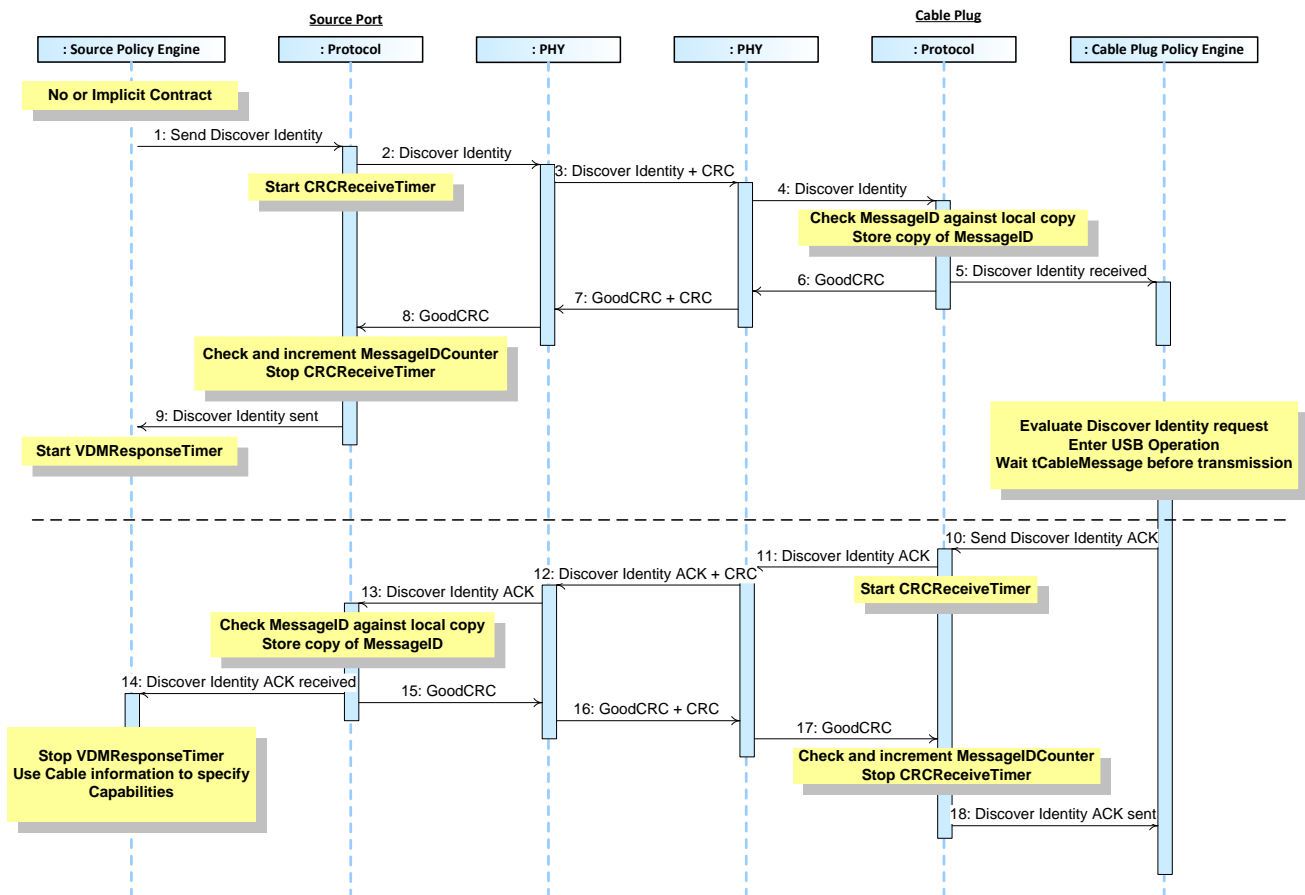 Source Port
Cable Plug
: Source Policy Engine
: Protocol
: PHY
: PHY
: Protocol
: Cable Plug Policy Engine
No or Implicit Contract
1: Send Discover Identity
2: Discover Identity
3: Discover Identity + CRC
Start CRCReceiveTimer
4: Discover Identity
Check MessageID against local copy
Store copy of MessageID
5: Discover Identity received
6: GoodCRC
7: GoodCRC + CRC
8: GoodCRC
Check and increment MessageIDCounter
Stop CRCReceiveTimer
9: Discover Identity sent
Start VDMResponseTimer
Evaluate Discover Identity request
Enter USB Operation
Wait tCableMessage before transmission
10: Send Discover Identity ACK
11: Discover Identity ACK
12: Discover Identity ACK + CRC
Start CRCReceiveTimer
13: Discover Identity ACK
Check MessageID against local copy
Store copy of MessageID
14: Discover Identity ACK received
15: GoodCRC
16: GoodCRC + CRC
17: GoodCRC
Stop VDMResponseTimer
Use Cable information to specify
Capabilities
Check and increment MessageIDCounter
Stop CRCReceiveTimer
18: Discover Identity ACK sent